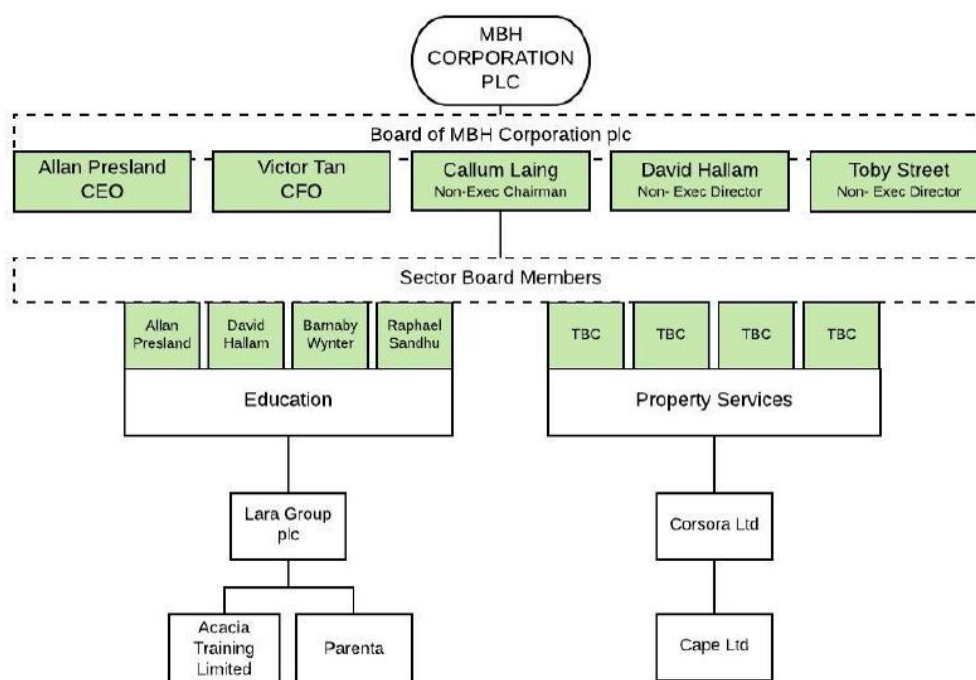 MBH
CORPORATION
PLC
Board of MBH Corporation plc
Allan Presland
CEO
Victor Tan
CFO
Callum Laing
Non-Exec Chairman
David Hallam
Non- Exec Director
Toby Street
Non- Exec Director
Sector Board Members
Allan
Presland
David
Hallam
Barnaby
Wynter
Raphael
Sandhu
TBC
TBC
TBC
TBC
Education
Property Services
Lara Group
plc
Corsora Ltd
Acacia
Training
Limited
Parenta
Cape Ltd